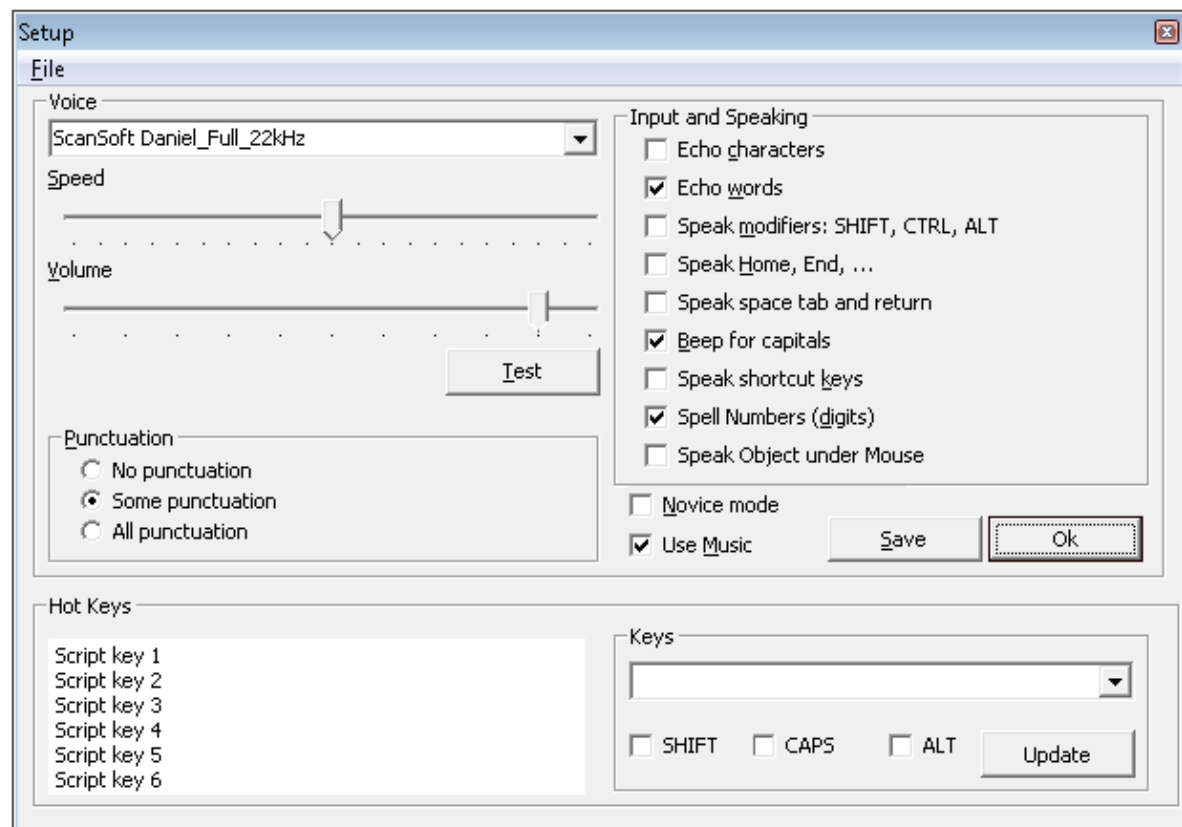 Setup
File
Voice
ScanSoft Daniel_Full_22kHz
Speed
Volume
Test
Punctuation
No punctuation
Some punctuation
All punctuation
Input and Speaking
Echo characters
Echo words
Speak modifiers: SHIFT, CTRL, ALT
Speak Home, End, ...
Speak space tab and return
Beep for capitals
Speak shortcut keys
Spell Numbers (digits)
Speak Object under Mouse
Novice mode
Use Music
Save
Ok
Hot Keys
Script key 1
Script key 2
Script key 3
Script key 4
Script key 5
Script key 6
Keys
SHIFT
CAPS
ALT
Update